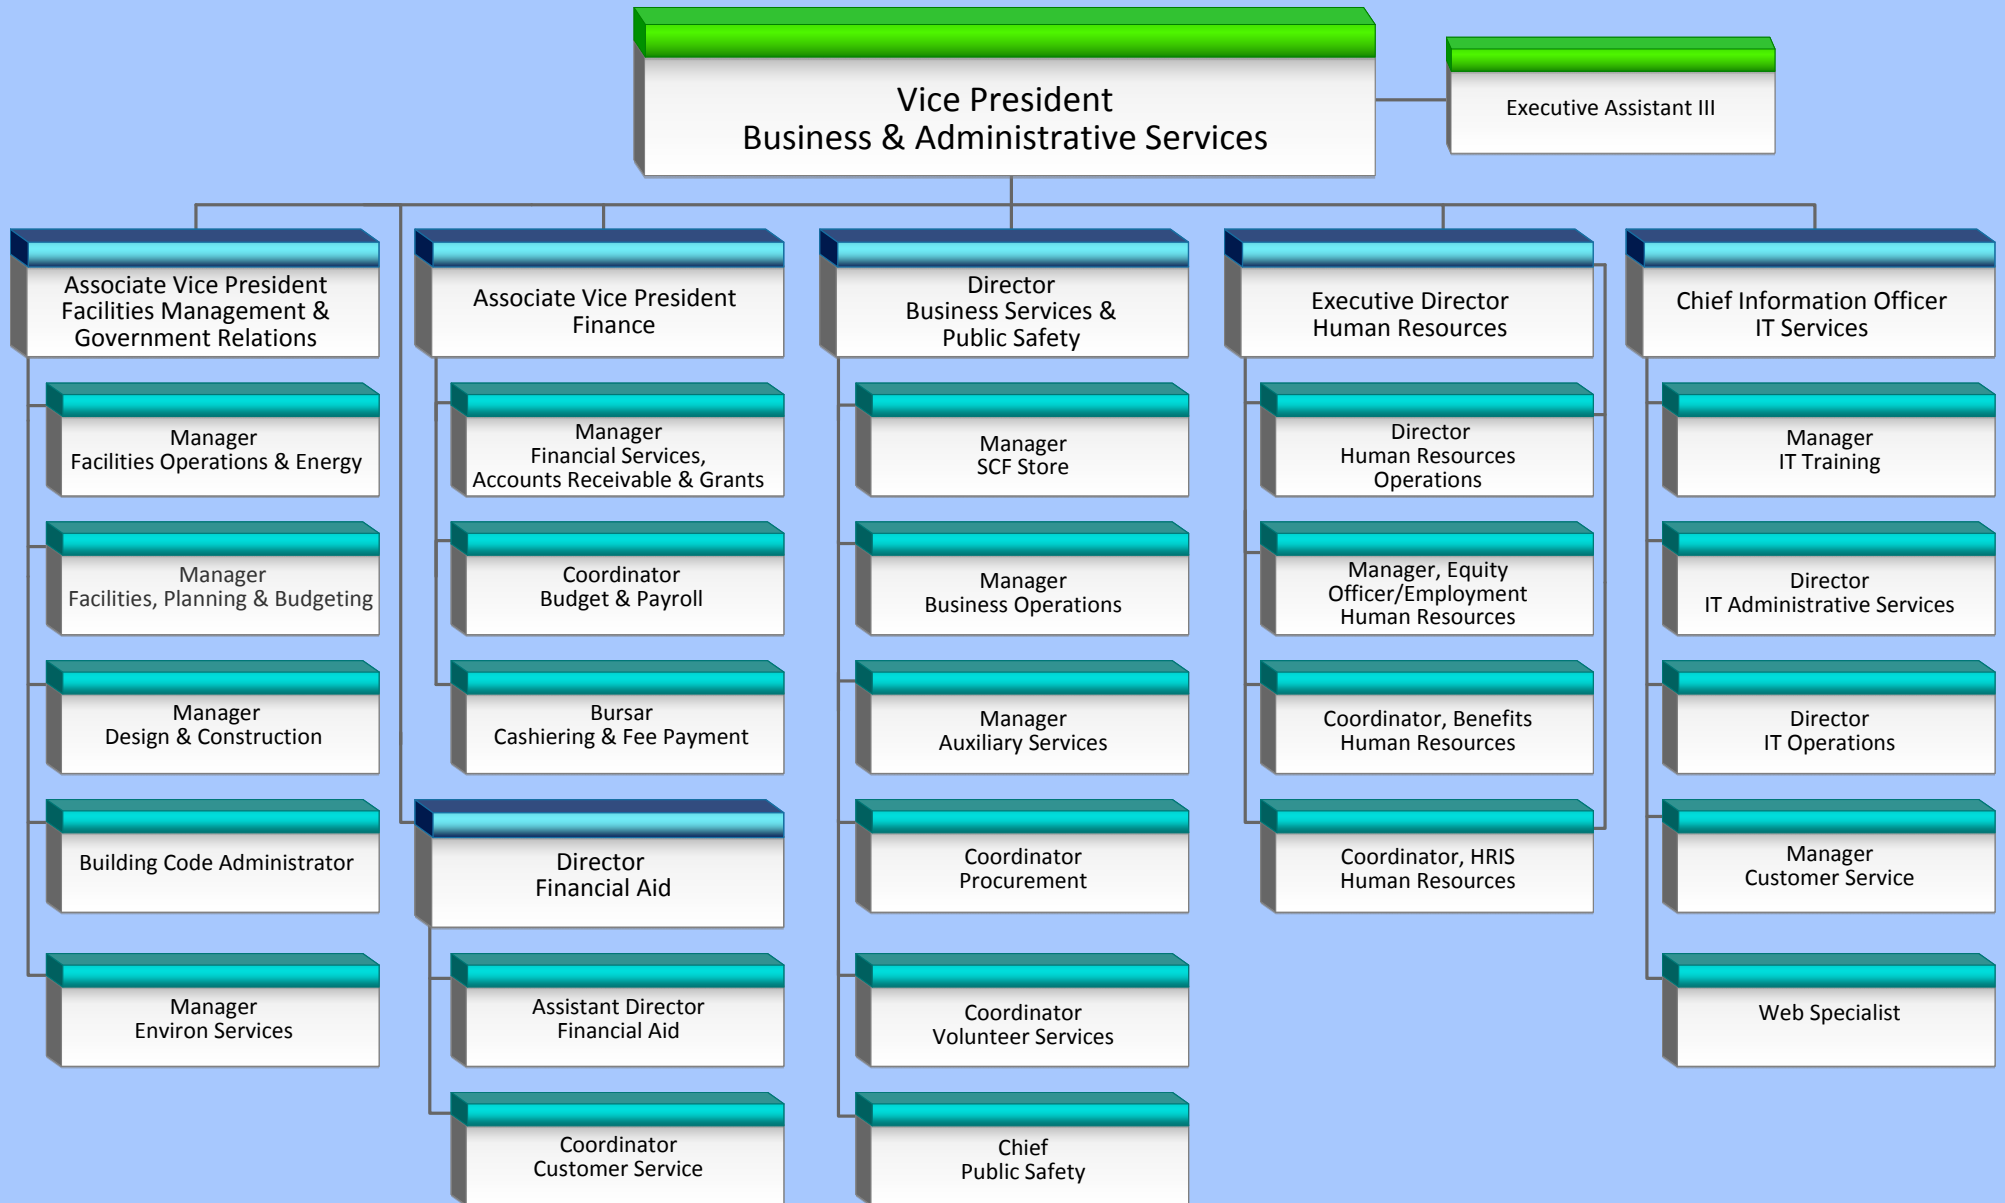 Vice President
Business & Administrative Services
Executive Assistant III
Associate Vice President
Facilities Management &
Government Relations
Manager
Facilities Operations & Energy
Manager
Facilities, Planning & Budgeting
Manager
Design & Construction
Building Code Administrator
Manager
Environ Services
Associate Vice President
Finance
Manager
Financial Services,
Accounts Receivable & Grants
Coordinator
Budget & Payroll
Bursar
Cashiering & Fee Payment
Director
Financial Aid
Assistant Director
Financial Aid
Coordinator
Customer Service
Director
Business Services &
Public Safety
Manager
SCF Store
Manager
Business Operations
Manager
Auxiliary Services
Coordinator
Procurement
Coordinator
Volunteer Services
Chief
Public Safety
Executive Director
Human Resources
Director
Human Resources
Operations
Manager, Equity
Officer/Employment
Human Resources
Coordinator, Benefits
Human Resources
Coordinator, HRIS
Human Resources
Chief Information Officer
IT Services
Manager
IT Training
Director
IT Administrative Services
Director
IT Operations
Manager
Customer Service
Web Specialist